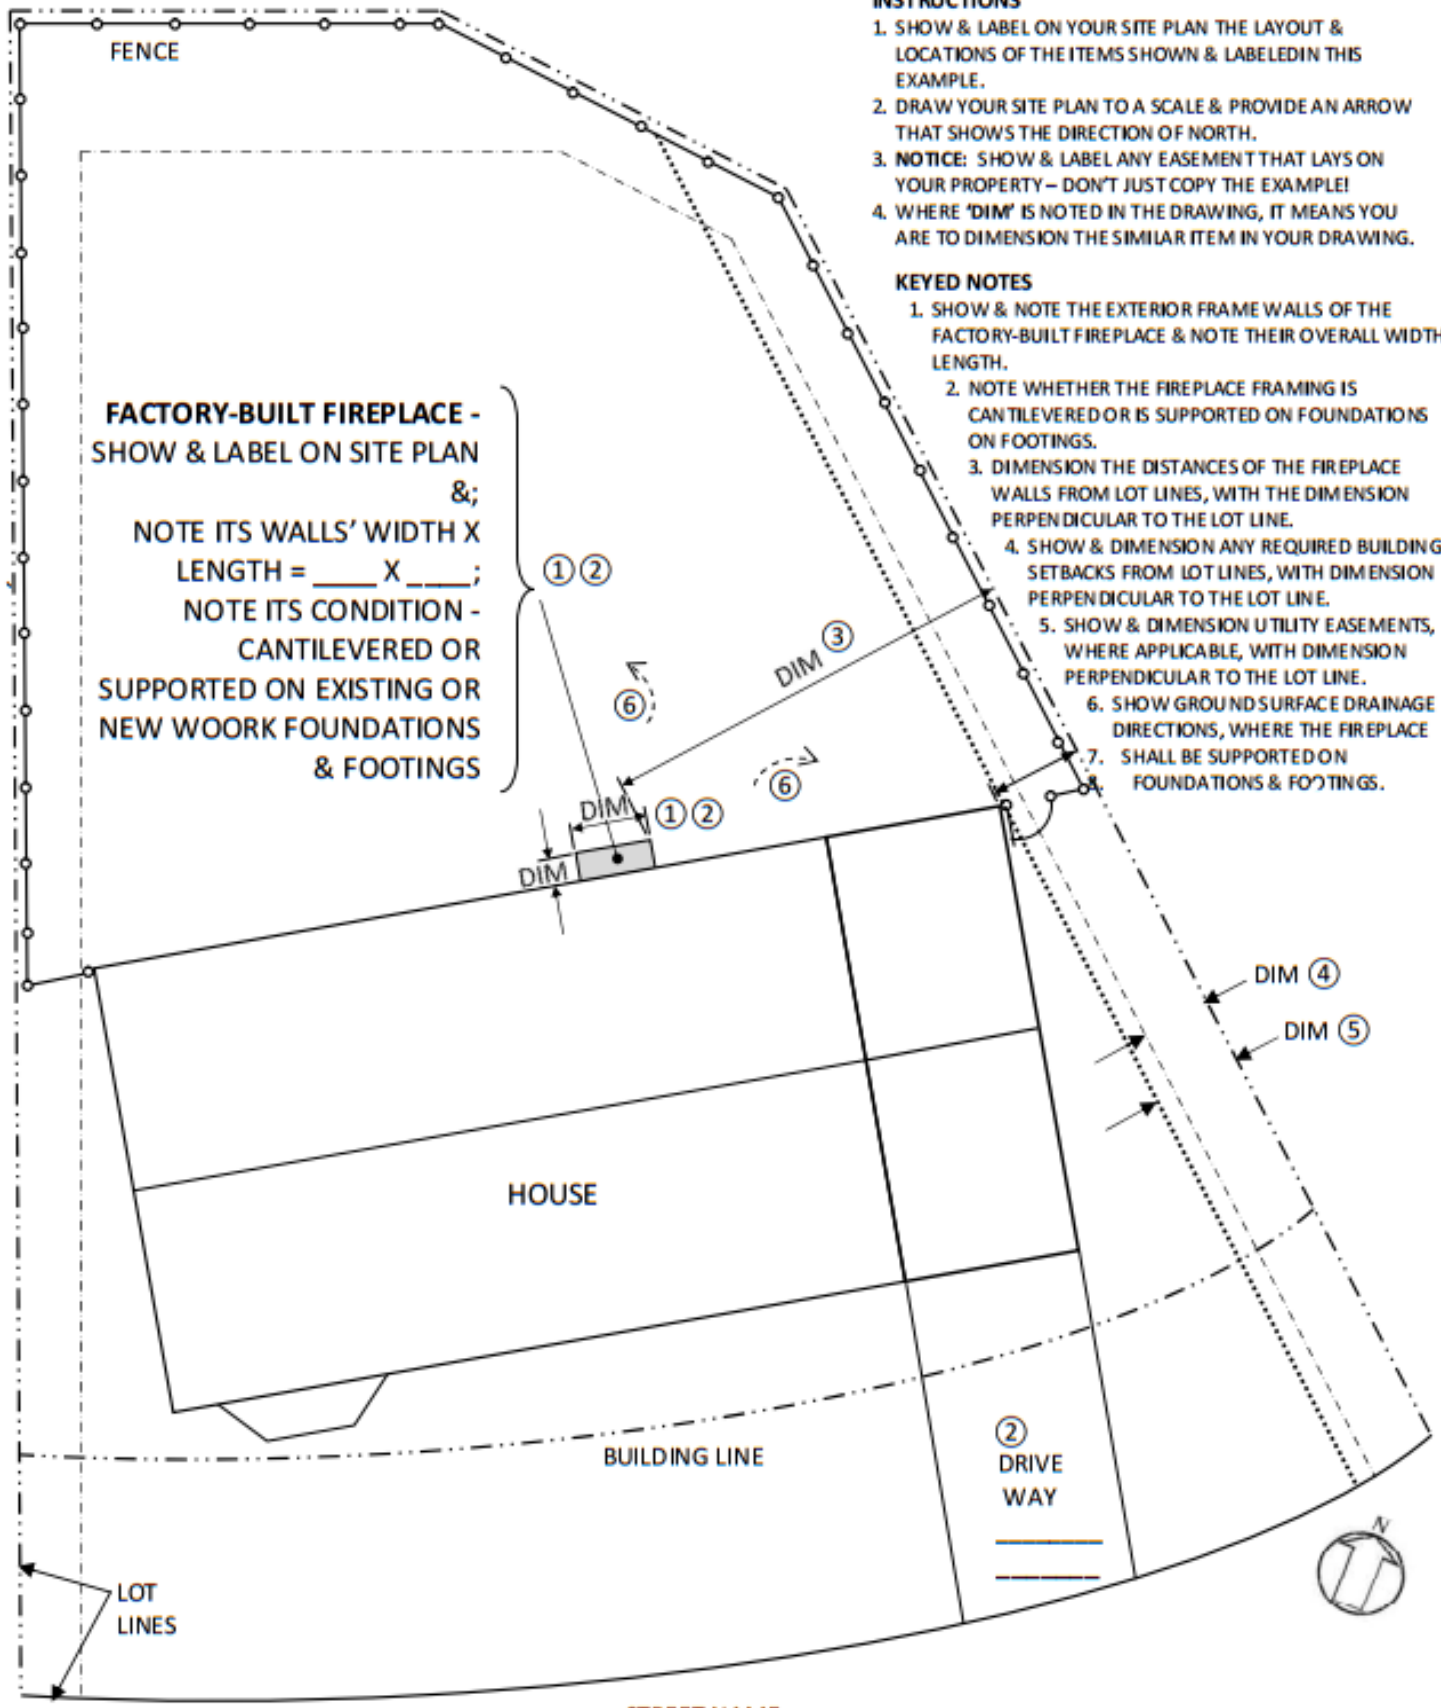 INSTRUCTIONS
1. SHOW & LABEL ON YOUR SITE PLAN THE LAYOUT &
LOCATIONS OF THE ITEMS SHOWN & LABELEDIN THIS
EXAMPLE.
2. DRAW YOUR SITE PLAN TO A SCALE & PROVIDE AN ARROW
THAT SHOWS THE DIRECTION OF NORTH.
3. NOTICE: SHOW & LABEL ANY EASEMENT THAT LAYS ON
YOUR PROPERTY – DON'T JUST COPY THE EXAMPLE!
4. WHERE 'DIM' IS NOTED IN THE DRAWING, IT MEANS YOU
ARE TO DIMENSION THE SIMILAR ITEM IN YOUR DRAWING.
KEYED NOTES
1. SHOW & NOTE THE EXTERIOR FRAME WALLS OF THE
FACTORY-BUILT FIREPLACE & NOTE THEIR OVERALL WIDTH
LENGTH.
2. NOTE WHETHER THE FIREPLACE FRAMING IS
CANTILEVERED OR IS SUPPORTED ON FOUNDATIONS
ON FOOTINGS.
3. DIMENSION THE DISTANCES OF THE FIREPLACE
WALLS FROM LOT LINES, WITH THE DIMENSION
PERPENDICULAR TO THE LOT LINE.
4. SHOW & DIMENSION ANY REQUIRED BUILDING
SETBACKS FROM LOT LINES, WITH DIMENSION
PERPENDICULAR TO THE LOT LINE.
5. SHOW & DIMENSION UTILITY EASEMENTS,
WHERE APPLICABLE, WITH DIMENSION
PERPENDICULAR TO THE LOT LINE.
6. SHOW GROUND SURFACE DRAINAGE
DIRECTIONS, WHERE THE FIREPLACE
7. SHALL BE SUPPORTED ON
FOUNDATIONS & FOOTINGS.
FENCE
FACTORY-BUILT FIREPLACE -
SHOW & LABEL ON SITE PLAN
&;
NOTE ITS WALLS' WIDTH X
LENGTH = ____ X ____;
NOTE ITS CONDITION -
CANTILEVERED OR
SUPPORTED ON EXISTING OR
NEW WOORK FOUNDATIONS
& FOOTINGS
① ②
DIM ③
⑥
⑥
DIM ① ②
DIM
DIM ④
DIM ⑤
HOUSE
BUILDING LINE
②
DRIVE
WAY
N
LOT
LINES
STREET NAME